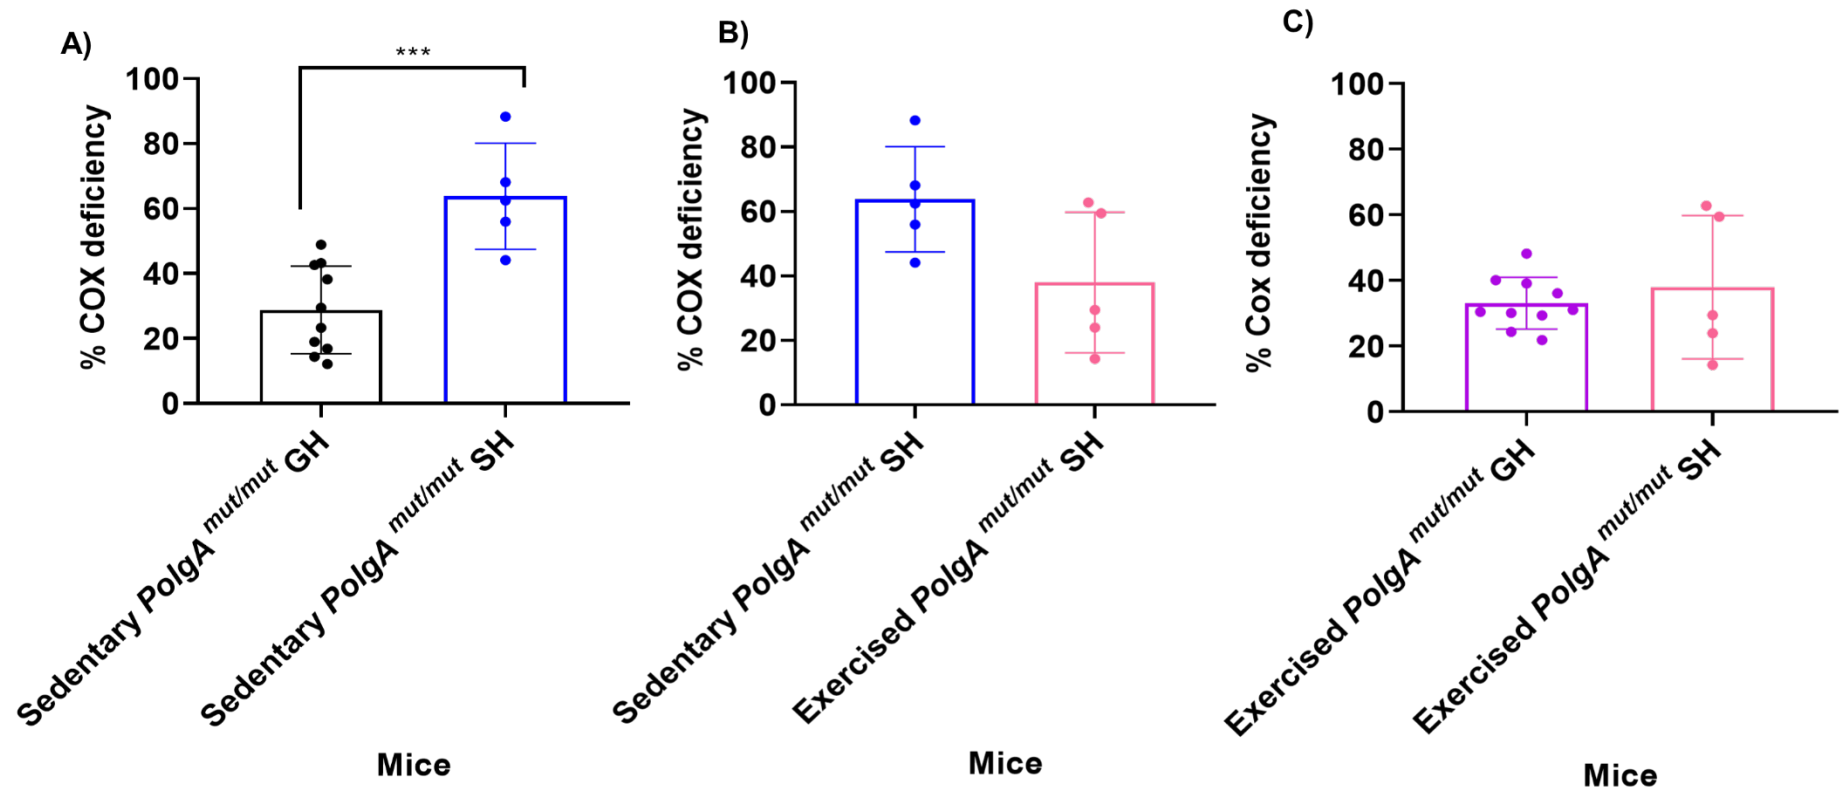 A)
***
% COX deficiency
100
80
60
40
20
0
Sedentary PolgA mut/mut GH
Sedentary PolgA mut/mut SH
Mice
B)
% COX deficiency
100
80
60
40
20
0
Sedentary PolgA mut/mut SH
Exercised PolgA mut/mut SH
Mice
C)
% Cox deficiency
100
80
60
40
20
0
Exercised PolgA mut/mut GH
Exercised PolgA mut/mut SH
Mice